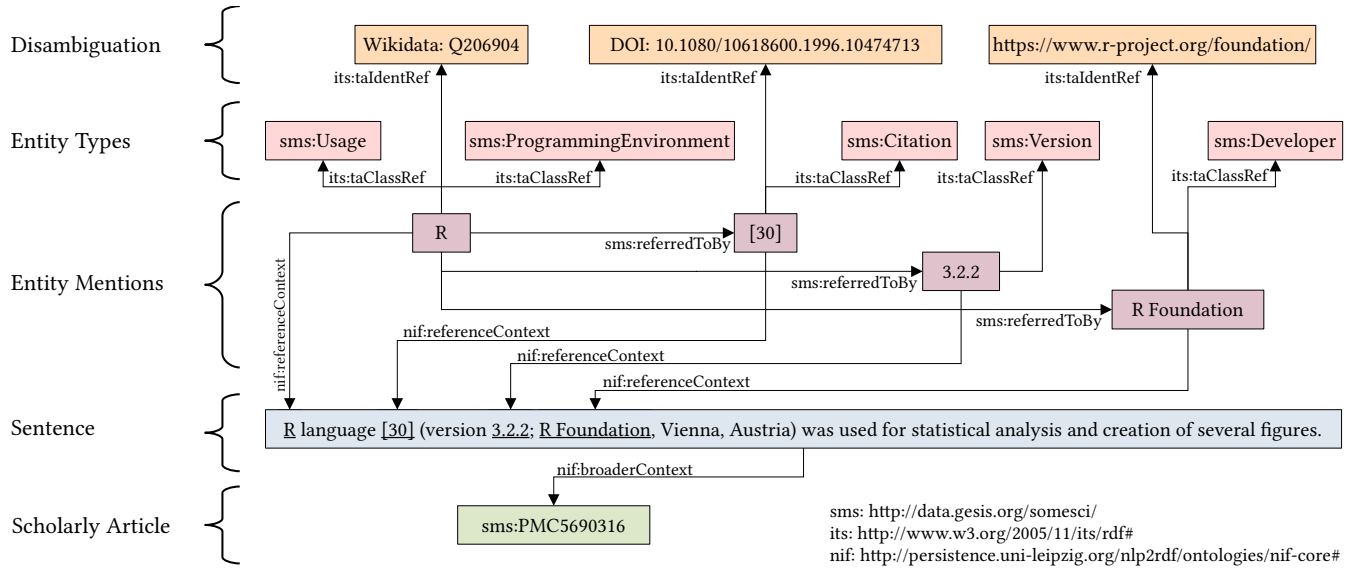 Disambiguation
Wikidata: Q206904
DOI: 10.1080/10618600.1996.10474713
https://www.r-project.org/foundation/
its:taIdentRef
its:taIdentRef
its:taIdentRef
Entity Types
sms:Usage
sms:ProgrammingEnvironment
sms:Citation
sms:Version
sms:Developer
its:taClassRef
its:taClassRef
its:taClassRef
its:taClassRef
its:taClassRef
Entity Mentions
R
[30]
sms:referredToBy
3.2.2
sms:referredToBy
R Foundation
sms:referredToBy
nif:referenceContext
nif:referenceContext
nif:referenceContext
nif:referenceContext
Sentence
R language [30] (version 3.2.2; R Foundation, Vienna, Austria) was used for statistical analysis and creation of several figures.
nif:broaderContext
Scholarly Article
sms:PMC5690316
sms: http://data.gesis.org/somesci/
its: http://www.w3.org/2005/11/its/rdf#
nif: http://persistence.uni-leipzig.org/nlp2rdf/ontologies/nif-core#